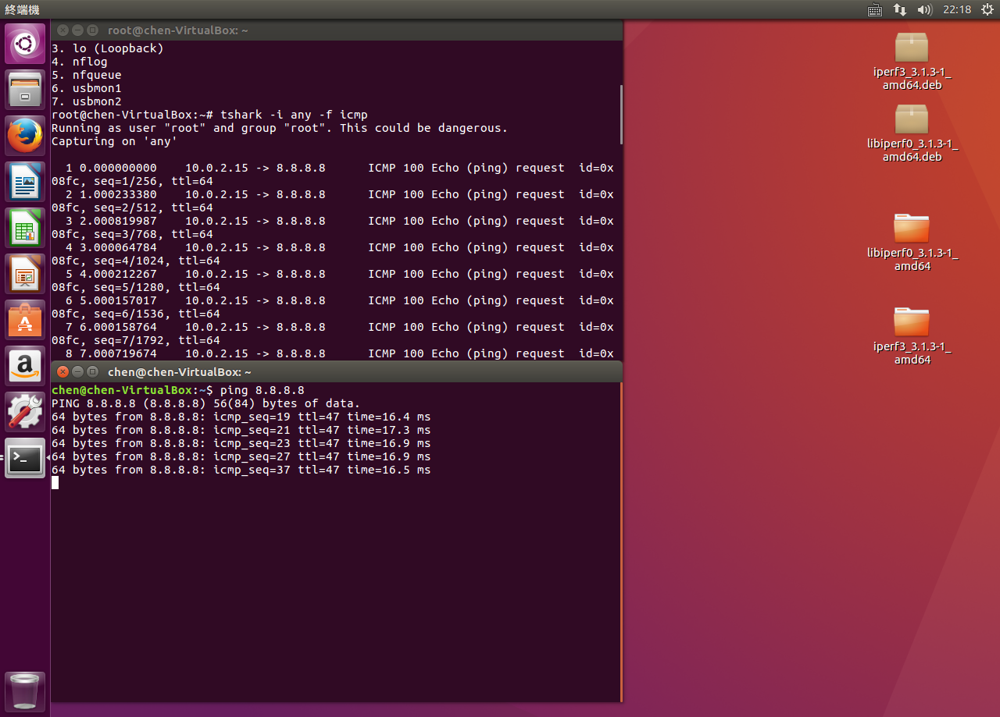 終端機
22:18
root@chen-VirtualBox: ~
3. lo (Loopback)
4. nflog
5. nfqueue
6. usbmon1
7. usbmon2
root@chen-VirtualBox:~# tshark -i any -f icmp
Running as user "root" and group "root". This could be dangerous.
Capturing on 'any'
1 0.000000000 10.0.2.15 -> 8.8.8.8 ICMP 100 Echo (ping) request id=0x
08fc, seq=1/256, ttl=64
2 1.000233380 10.0.2.15 -> 8.8.8.8 ICMP 100 Echo (ping) request id=0x
08fc, seq=2/512, ttl=64
3 2.000819987 10.0.2.15 -> 8.8.8.8 ICMP 100 Echo (ping) request id=0x
08fc, seq=3/768, ttl=64
4 3.000064784 10.0.2.15 -> 8.8.8.8 ICMP 100 Echo (ping) request id=0x
08fc, seq=4/1024, ttl=64
5 4.000212267 10.0.2.15 -> 8.8.8.8 ICMP 100 Echo (ping) request id=0x
08fc, seq=5/1280, ttl=64
6 5.000157017 10.0.2.15 -> 8.8.8.8 ICMP 100 Echo (ping) request id=0x
08fc, seq=6/1536, ttl=64
7 6.000158764 10.0.2.15 -> 8.8.8.8 ICMP 100 Echo (ping) request id=0x
08fc, seq=7/1792, ttl=64
8 7.000719674 10.0.2.15 -> 8.8.8.8 ICMP 100 Echo (ping) request id=0x
chen@chen-VirtualBox: ~
chen@chen-VirtualBox:~$ ping 8.8.8.8
PING 8.8.8.8 (8.8.8.8) 56(84) bytes of data.
64 bytes from 8.8.8.8: icmp_seq=19 ttl=47 time=16.4 ms
64 bytes from 8.8.8.8: icmp_seq=21 ttl=47 time=17.3 ms
64 bytes from 8.8.8.8: icmp_seq=23 ttl=47 time=16.9 ms
64 bytes from 8.8.8.8: icmp_seq=27 ttl=47 time=16.9 ms
64 bytes from 8.8.8.8: icmp_seq=37 ttl=47 time=16.5 ms
iperf3_3.1.3-1_
amd64.deb
libiperf0_3.1.3-1_
amd64.deb
libiperf0_3.1.3-1_
amd64
iperf3_3.1.3-1_
amd64